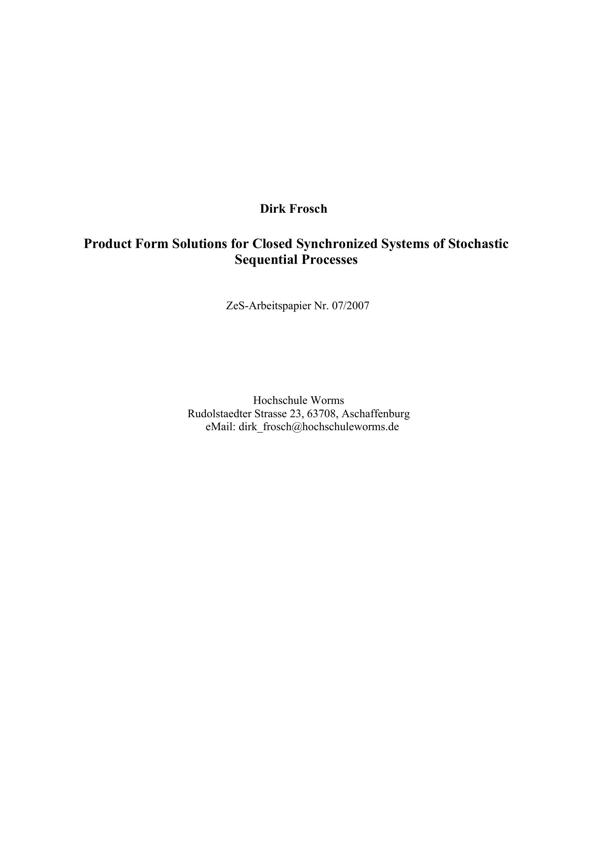 Dirk Frosch
Product Form Solutions for Closed Synchronized Systems of Stochastic
Sequential Processes
ZeS-Arbeitspapier Nr. 07/2007
Hochschule Worms
Rudolstaedter Strasse 23, 63708, Aschaffenburg
eMail: dirk_frosch@hochschuleworms.de